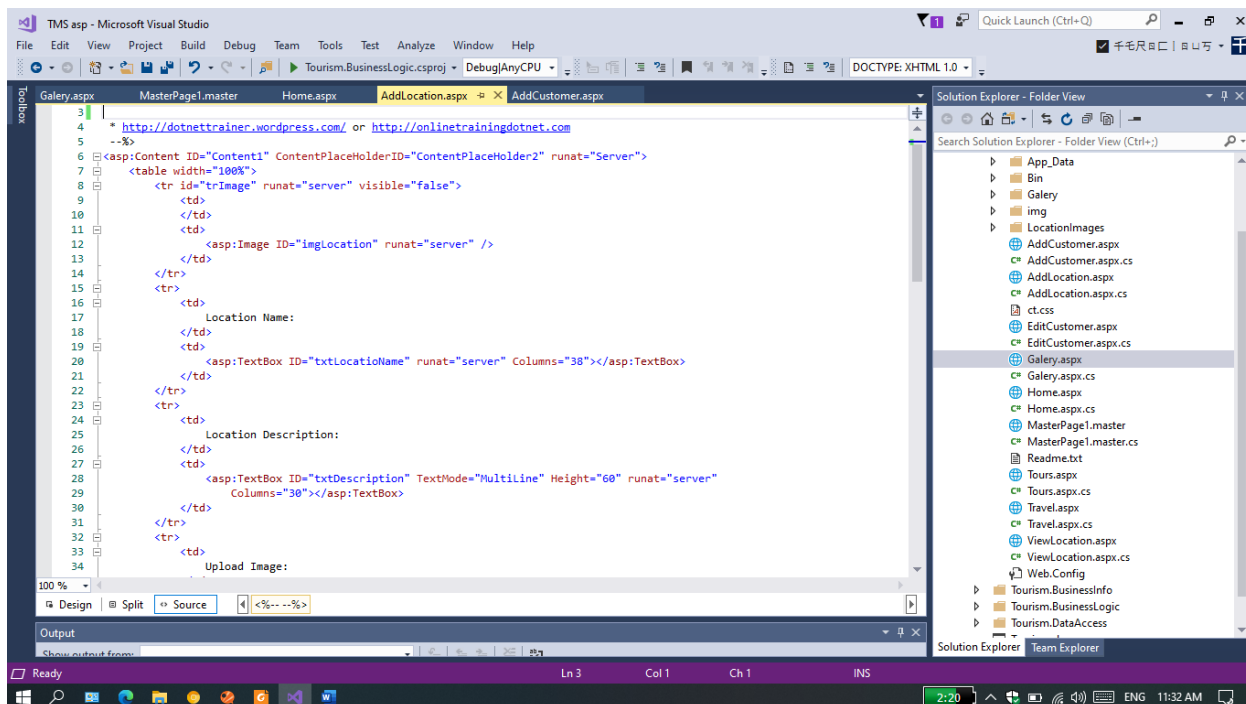 TMS asp - Microsoft Visual Studio
1
Quick Launch (Ctrl+Q)
File Edit View Project Build Debug Team Tools Test Analyze Window Help
Tourism.BusinessLogic.csproj
Debug|AnyCPU
DOCTYPE: XHTML 1.0
Toolbox
Galery.aspx MasterPage1.master Home.aspx AddLocation.aspx AddCustomer.aspx
3
4 * http://dotnettrainer.wordpress.com/ or http://onlinetrainingdotnet.com
5 --%>
6 <asp:Content ID="Content1" ContentPlaceHolderID="ContentPlaceHolder2" runat="Server">
7 <table width="100%">
8 <tr id="trImage" runat="server" visible="false">
9 <td>
10 </td>
11 <td>
12 <asp:Image ID="imgLocation" runat="server" />
13 </td>
14 </tr>
15 <tr>
16 <td>
17 Location Name:
18 </td>
19 <td>
20 <asp:TextBox ID="txtLocatioName" runat="server" Columns="38"></asp:TextBox>
21 </td>
22 </tr>
23 <tr>
24 <td>
25 Location Description:
26 </td>
27 <td>
28 <asp:TextBox ID="txtDescription" TextMode="MultiLine" Height="60" runat="server"
29 Columns="30"></asp:TextBox>
30 </td>
31 </tr>
32 <tr>
33 <td>
34 Upload Image:
100 %
Design Split Source <%-- --%>
Output
Show output from:
Solution Explorer - Folder View
Search Solution Explorer - Folder View (Ctrl+;)
App_Data
Bin
Galery
img
LocationImages
AddCustomer.aspx
C# AddCustomer.aspx.cs
AddLocation.aspx
C# AddLocation.aspx.cs
ct.css
EditCustomer.aspx
C# EditCustomer.aspx.cs
Galery.aspx
C# Galery.aspx.cs
Home.aspx
C# Home.aspx.cs
MasterPage1.master
C# MasterPage1.master.cs
Readme.txt
Tours.aspx
C# Tours.aspx.cs
Travel.aspx
C# Travel.aspx.cs
ViewLocation.aspx
C# ViewLocation.aspx.cs
Web.Config
Tourism.BusinessInfo
Tourism.BusinessLogic
Tourism.DataAccess
Solution Explorer Team Explorer
Ready Ln 3 Col 1 Ch 1 INS
2:20 ENG 11:32 AM